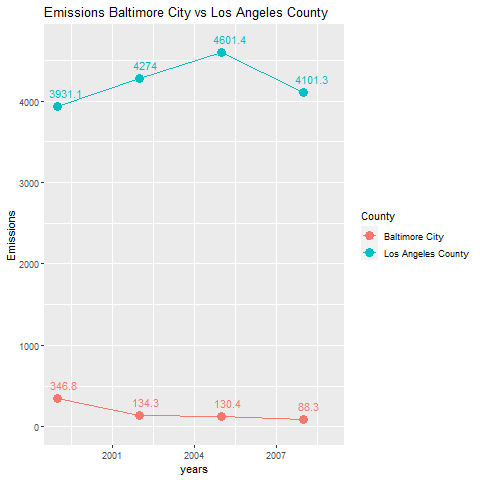 Emissions Baltimore City vs Los Angeles County
4601.4
4274
4101.3
3931.1
4000
3000
Emissions
2000
1000
346.8
134.3
130.4
88.3
0
2001
2004
2007
years
County
Baltimore City
Los Angeles County